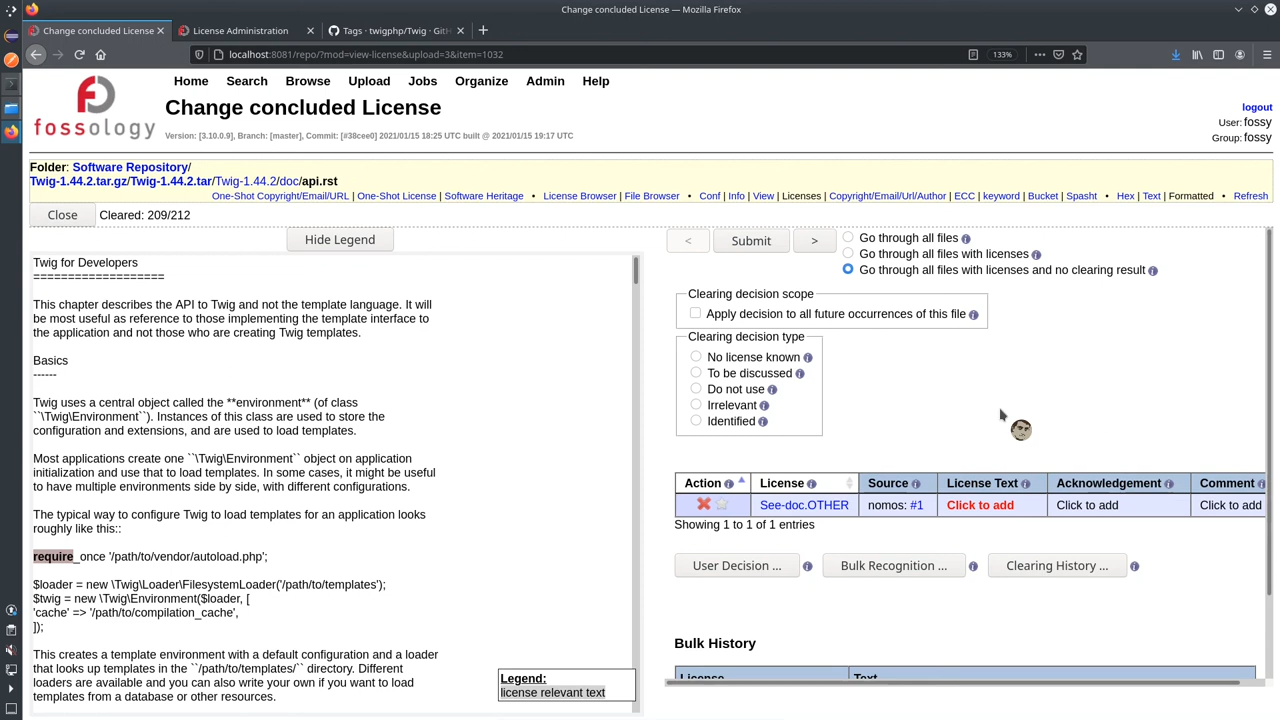 Change concluded License — Mozilla Firefox
Change concluded License
License Administration
Tags · twigphp/Twig · GitH
localhost:8081/repo/?mod=view-license&upload=3&item=1032
133%
Home Search Browse Upload Jobs Organize Admin Help
fossology
Change concluded License
Version: [3.10.0.9], Branch: [master], Commit: [#38cee0] 2021/01/15 18:25 UTC built @ 2021/01/15 19:17 UTC
logout
User: fossy
Group: fossy
Folder: Software Repository/
Twig-1.44.2.tar.gz/Twig-1.44.2.tar/Twig-1.44.2/doc/api.rst
One-Shot Copyright/Email/URL | One-Shot License | Software Heritage • License Browser | File Browser • Conf | Info | View | Licenses | Copyright/Email/Url/Author | ECC | keyword | Bucket | Spasht • Hex | Text | Formatted • Refresh
Close Cleared: 209/212
Hide Legend
Twig for Developers
===================
This chapter describes the API to Twig and not the template language. It will
be most useful as reference to those implementing the template interface to
the application and not those who are creating Twig templates.
Basics
------
Twig uses a central object called the **environment** (of class
``\Twig\Environment``). Instances of this class are used to store the
configuration and extensions, and are used to load templates.
Most applications create one ``\Twig\Environment`` object on application
initialization and use that to load templates. In some cases, it might be useful
to have multiple environments side by side, with different configurations.
The typical way to configure Twig to load templates for an application looks
roughly like this::
require_once '/path/to/vendor/autoload.php';
$loader = new \Twig\Loader\FilesystemLoader('/path/to/templates');
$twig = new \Twig\Environment($loader, [
'cache' => '/path/to/compilation_cache',
]);
This creates a template environment with a default configuration and a loader
that looks up templates in the ``/path/to/templates/`` directory. Different
loaders are available and you can also write your own if you want to load
templates from a database or other resources.
Legend:
license relevant text
< Submit >
Go through all files
Go through all files with licenses
Go through all files with licenses and no clearing result
Clearing decision scope
Apply decision to all future occurrences of this file
Clearing decision type
No license known
To be discussed
Do not use
Irrelevant
Identified
Action License Source License Text Acknowledgement Comment
See-doc.OTHER nomos: #1 Click to add Click to add Click to add
Showing 1 to 1 of 1 entries
User Decision ... Bulk Recognition ... Clearing History ...
Bulk History
License Text